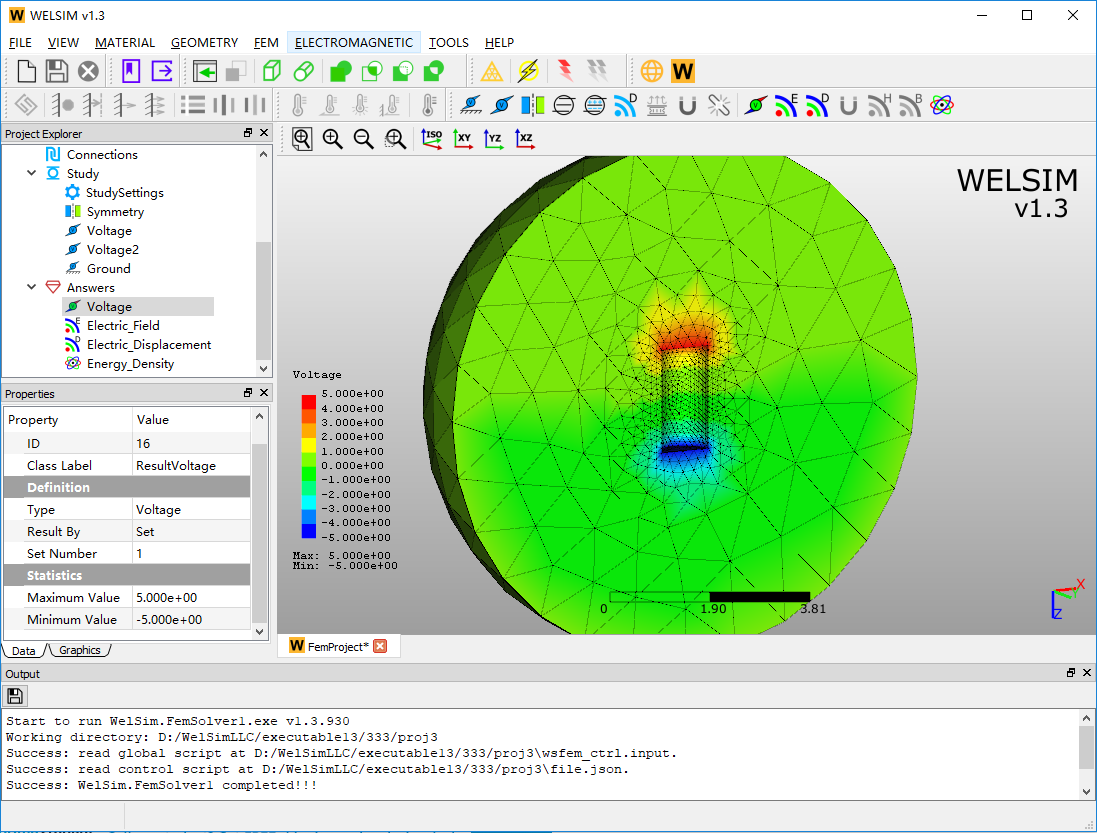 WELSIM v1.3
FILE VIEW MATERIAL GEOMETRY FEM ELECTROMAGNETIC TOOLS HELP
Project Explorer
Connections
Study
StudySettings
Symmetry
Voltage
Voltage2
Ground
Answers
Voltage
Electric_Field
Electric_Displacement
Energy_Density
Properties
Property Value
ID 16
Class Label ResultVoltage
Definition
Type Voltage
Result By Set
Set Number 1
Statistics
Maximum Value 5.000e+00
Minimum Value -5.000e+00
Data Graphics
D E D H B
ISO XY YZ XZ
WELSIM
v1.3
Voltage
5.000e+00
4.000e+00
3.000e+00
2.000e+00
1.000e+00
0.000e+00
-1.000e+00
-2.000e+00
-3.000e+00
-4.000e+00
-5.000e+00
Max: 5.000e+00
Min: -5.000e+00
0 1.90 3.81
X
Z
FemProject*
Output
Start to run WelSim.FemSolver1.exe v1.3.930
Working directory: D:/WelSimLLC/executable13/333/proj3
Success: read global script at D:/WelSimLLC/executable13/333/proj3\wsfem_ctrl.input.
Success: read control script at D:/WelSimLLC/executable13/333/proj3\file.json.
Success: WelSim.FemSolver1 completed!!!